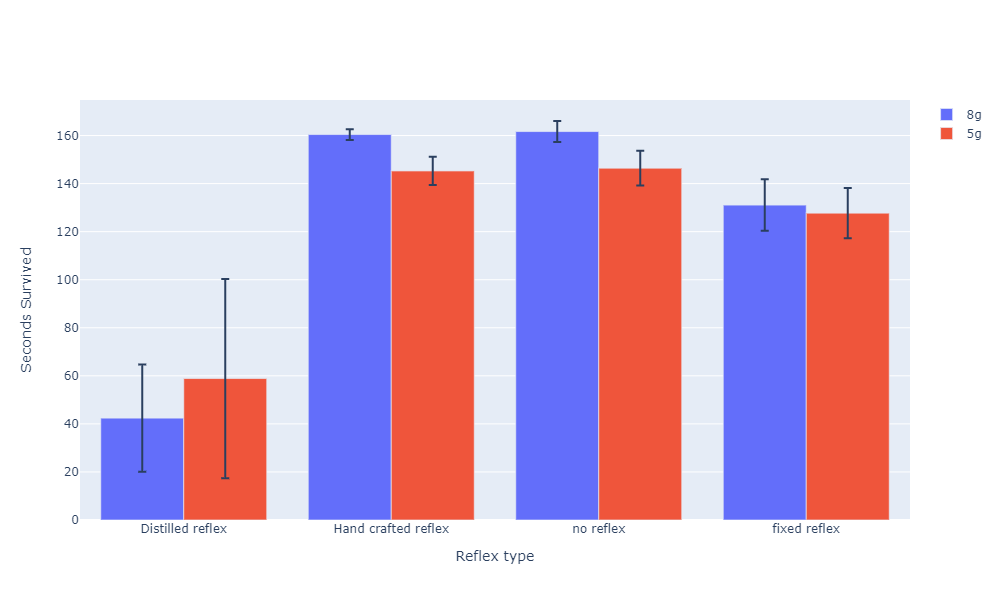 8g
5g
Seconds Survived
160
140
120
100
80
60
40
20
0
Distilled reflex
Hand crafted reflex
no reflex
fixed reflex
Reflex type